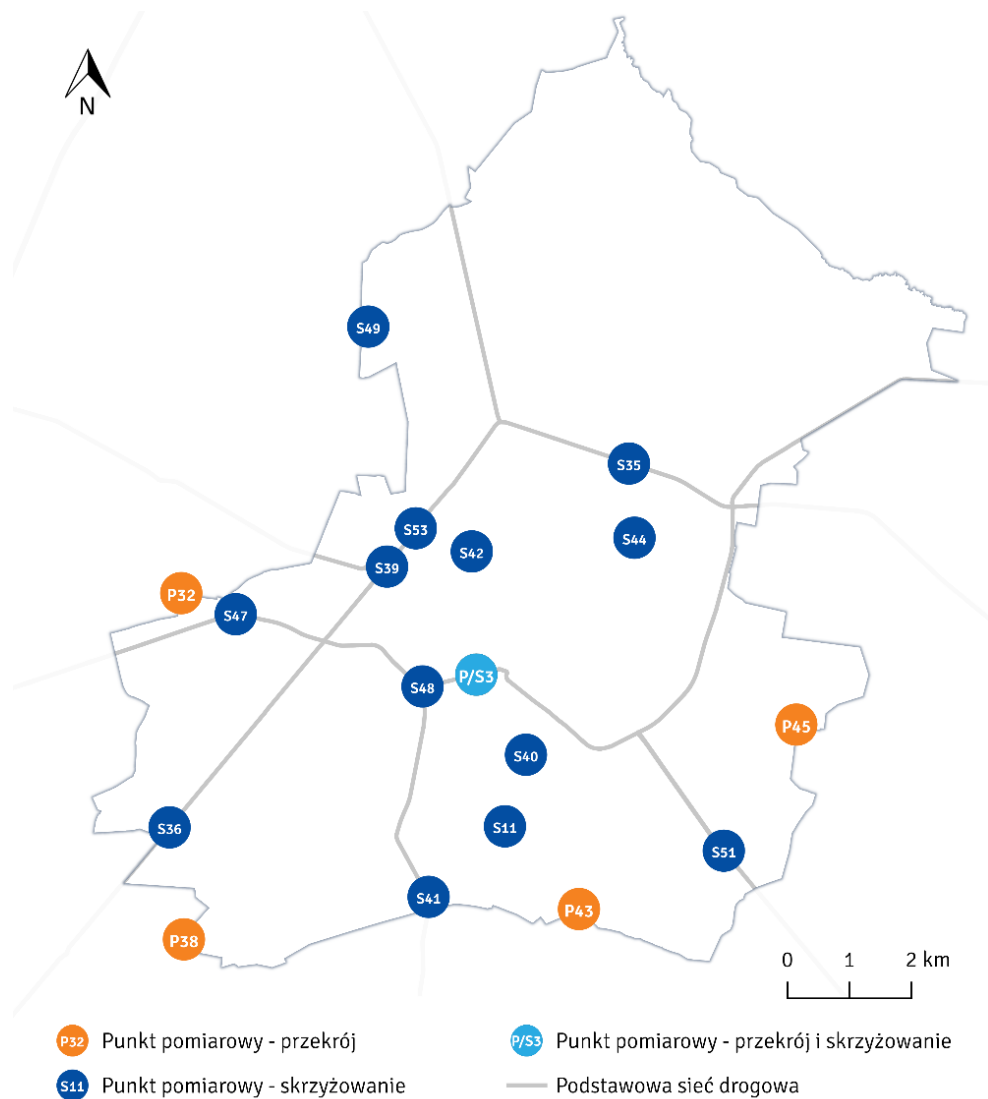 N
S49
S35
S53
S42
S44
S39
P32
S47
P/S3
S48
P45
S40
S11
S36
S51
S41
P43
P38
0 1 2 km
P32 Punkt pomiarowy - przekrój
P/S3 Punkt pomiarowy - przekrój i skrzyżowanie
S11 Punkt pomiarowy - skrzyżowanie
Podstawowa sieć drogowa